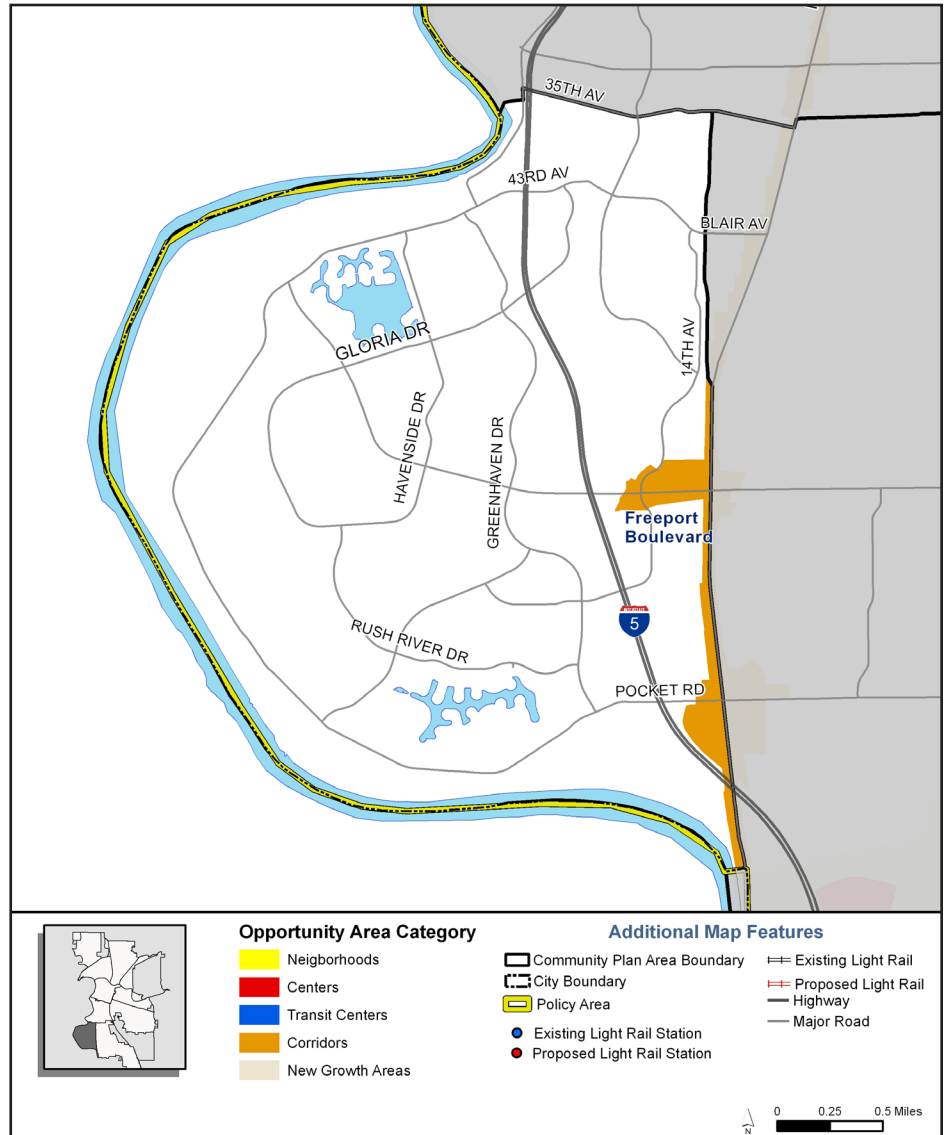 35TH AV
43RD AV
BLAIR AV
GLORIA DR
14TH AV
HAVENSIDE DR
GREENHAVEN DR
Freeport
Boulevard
5
RUSH RIVER DR
POCKET RD
Opportunity Area Category
Neigborhoods
Centers
Transit Centers
Corridors
New Growth Areas
Additional Map Features
Community Plan Area Boundary
City Boundary
Policy Area
Existing Light Rail Station
Proposed Light Rail Station
Existing Light Rail
Proposed Light Rail
Highway
Major Road
N
0 0.25 0.5 Miles